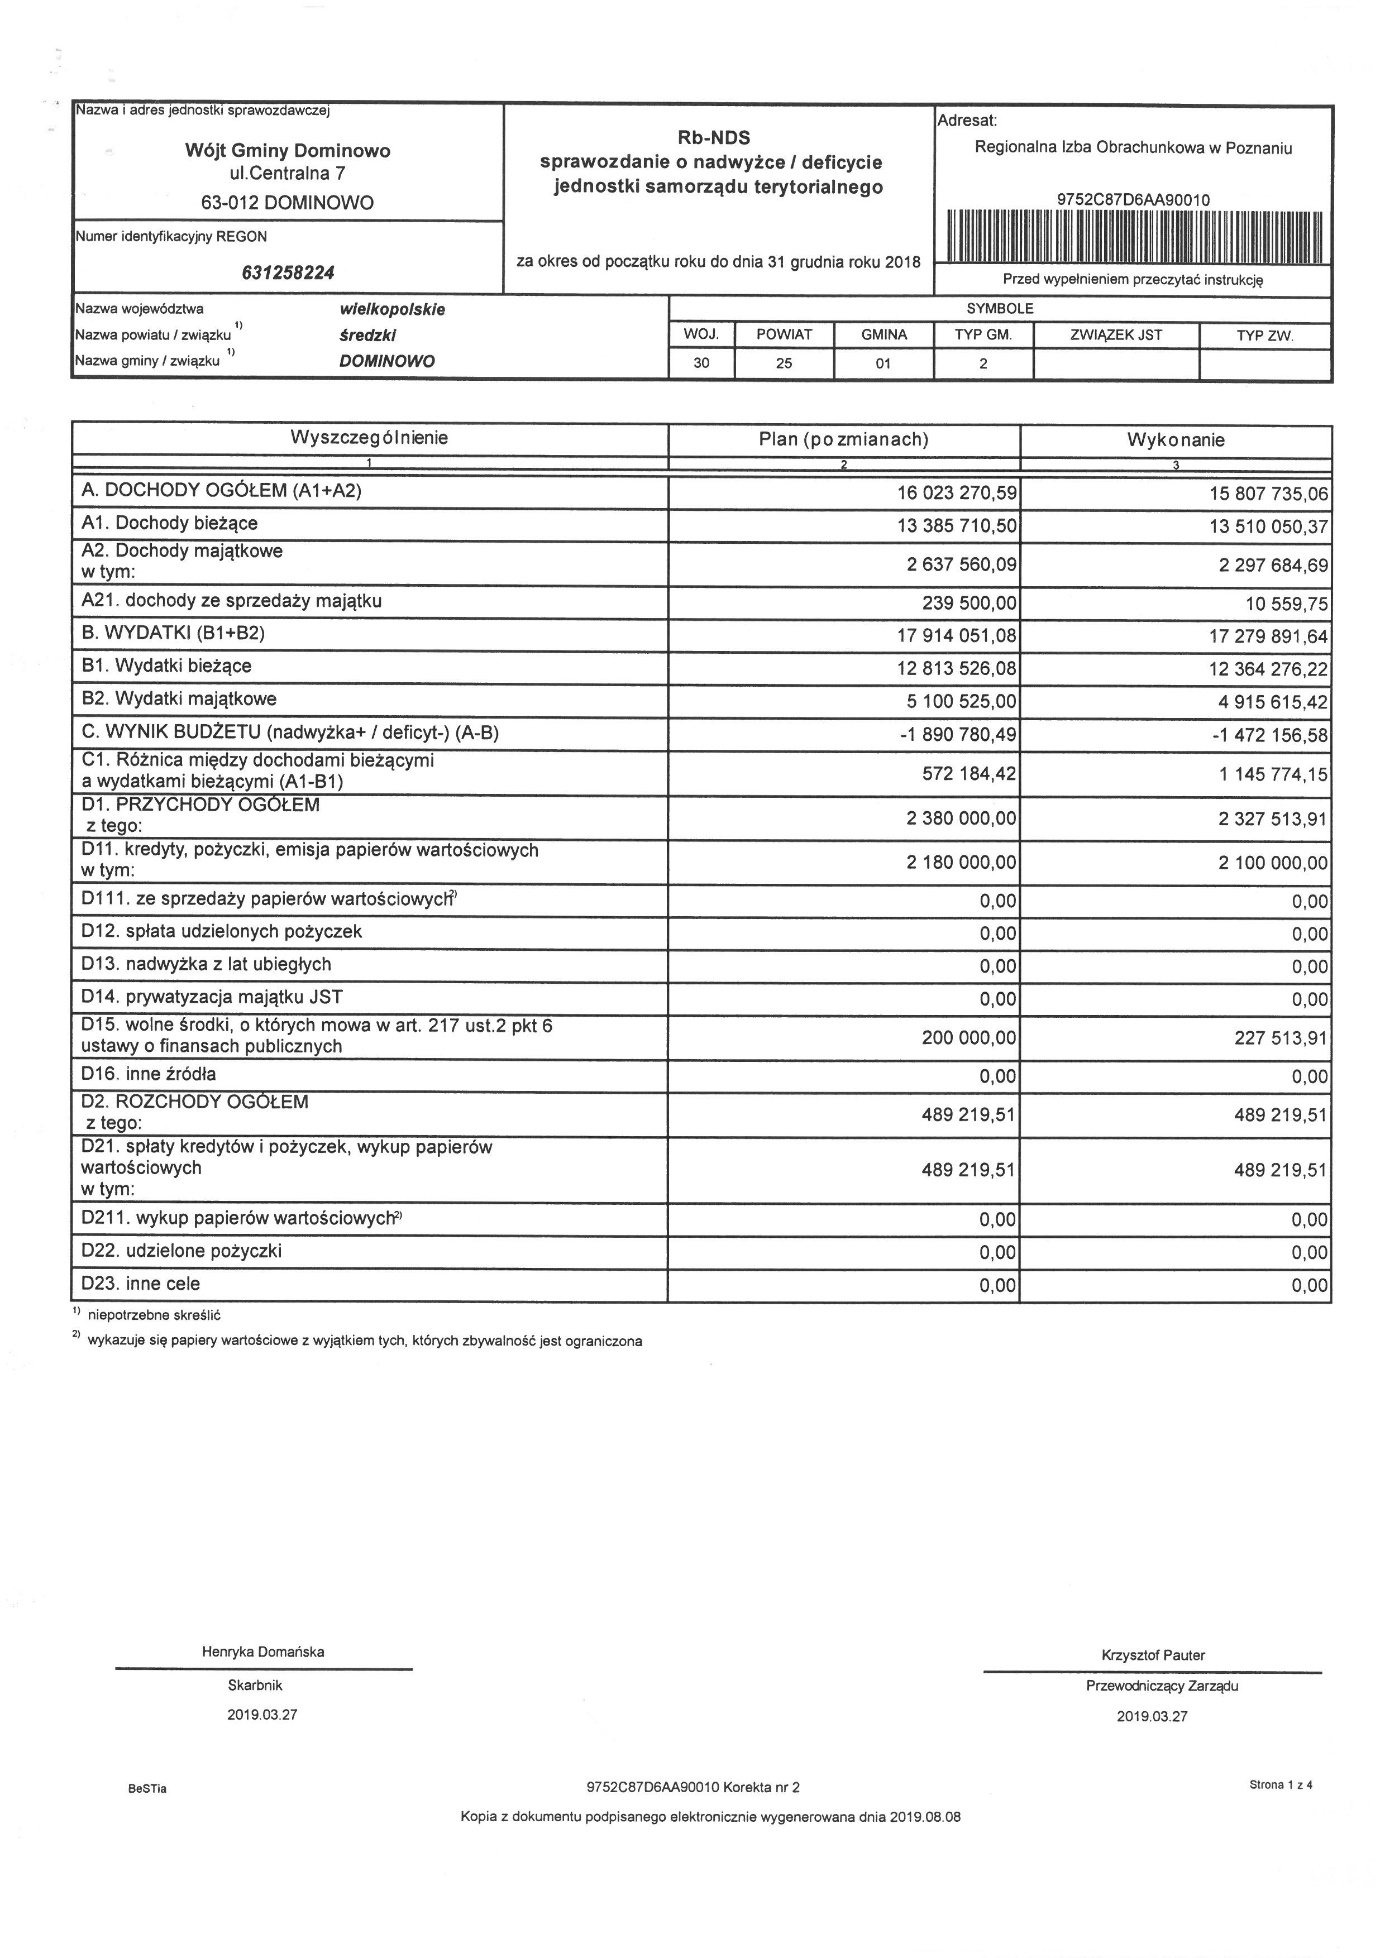 Nazwa i adres jednostki sprawozdawczej
Wójt Gminy Dominowo
ul.Centralna 7
63-012 DOMINOWO
Numer identyfikacyjny REGON
631258224
Rb-NDS
sprawozdanie o nadwyżce / deficycie
jednostki samorządu terytorialnego
za okres od początku roku do dnia 31 grudnia roku 2018
Adresat:
Regionalna Izba Obrachunkowa w Poznaniu
9752C87D6AA90010
Przed wypełnieniem przeczytać instrukcję
Nazwa województwa wielkopolskie
Nazwa powiatu / związku 1) średzki
Nazwa gminy / związku 1) DOMINOWO
SYMBOLE
WOJ. POWIAT GMINA TYP GM. ZWIĄZEK JST TYP ZW.
30 25 01 2
Wyszczególnienie Plan (po zmianach) Wykonanie
1 2 3
A. DOCHODY OGÓŁEM (A1+A2) 16 023 270,59 15 807 735,06
A1. Dochody bieżące 13 385 710,50 13 510 050,37
A2. Dochody majątkowe
w tym: 2 637 560,09 2 297 684,69
A21. dochody ze sprzedaży majątku 239 500,00 10 559,75
B. WYDATKI (B1+B2) 17 914 051,08 17 279 891,64
B1. Wydatki bieżące 12 813 526,08 12 364 276,22
B2. Wydatki majątkowe 5 100 525,00 4 915 615,42
C. WYNIK BUDŻETU (nadwyżka+ / deficyt-) (A-B) -1 890 780,49 -1 472 156,58
C1. Różnica między dochodami bieżącymi
a wydatkami bieżącymi (A1-B1) 572 184,42 1 145 774,15
D1. PRZYCHODY OGÓŁEM
z tego: 2 380 000,00 2 327 513,91
D11. kredyty, pożyczki, emisja papierów wartościowych
w tym: 2 180 000,00 2 100 000,00
D111. ze sprzedaży papierów wartościowych2) 0,00 0,00
D12. spłata udzielonych pożyczek 0,00 0,00
D13. nadwyżka z lat ubiegłych 0,00 0,00
D14. prywatyzacja majątku JST 0,00 0,00
D15. wolne środki, o których mowa w art. 217 ust.2 pkt 6
ustawy o finansach publicznych 200 000,00 227 513,91
D16. inne źródła 0,00 0,00
D2. ROZCHODY OGÓŁEM
z tego: 489 219,51 489 219,51
D21. spłaty kredytów i pożyczek, wykup papierów
wartościowych 489 219,51 489 219,51
w tym:
D211. wykup papierów wartościowych2) 0,00 0,00
D22. udzielone pożyczki 0,00 0,00
D23. inne cele 0,00 0,00
1) niepotrzebne skreślić
2) wykazuje się papiery wartościowe z wyjątkiem tych, których zbywalność jest ograniczona
Henryka Domańska
Skarbnik
2019.03.27
Krzysztof Pauter
Przewodniczący Zarządu
2019.03.27
BeSTia 9752C87D6AA90010 Korekta nr 2 Strona 1 z 4
Kopia z dokumentu podpisanego elektronicznie wygenerowana dnia 2019.08.08